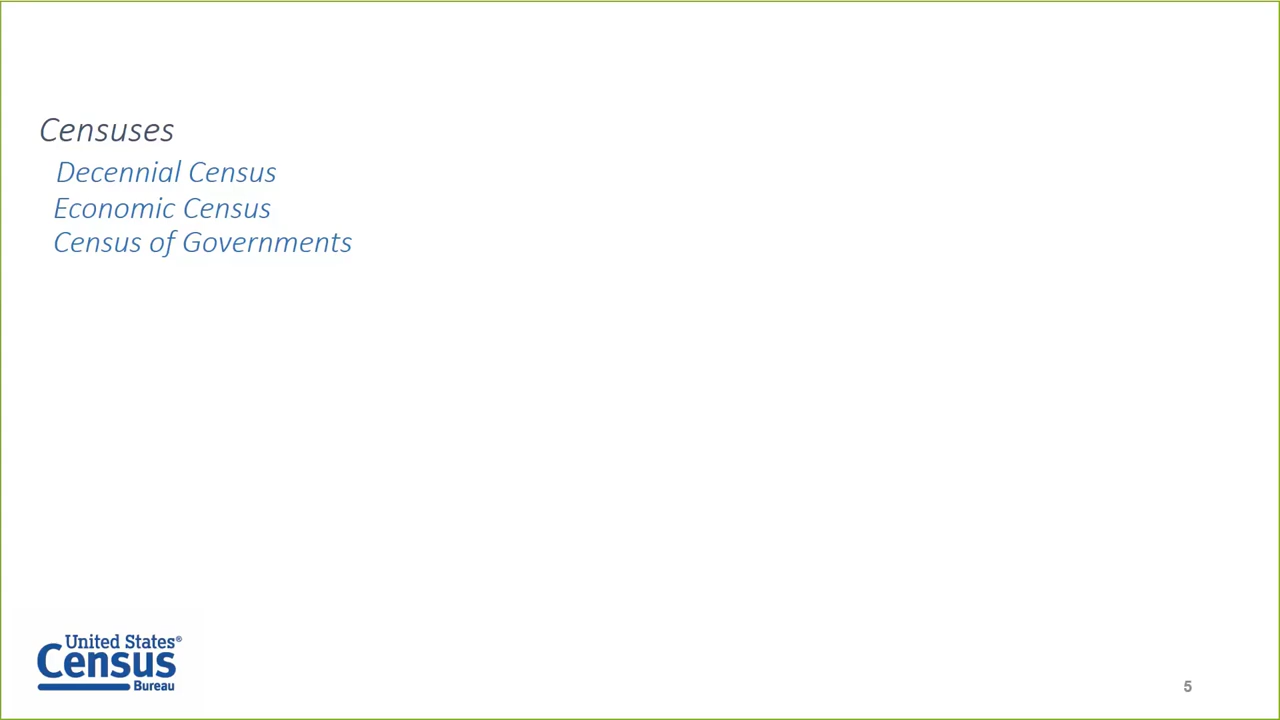 Censuses
Decennial Census
Economic Census
Census of Governments
United States®
Census
Bureau
5